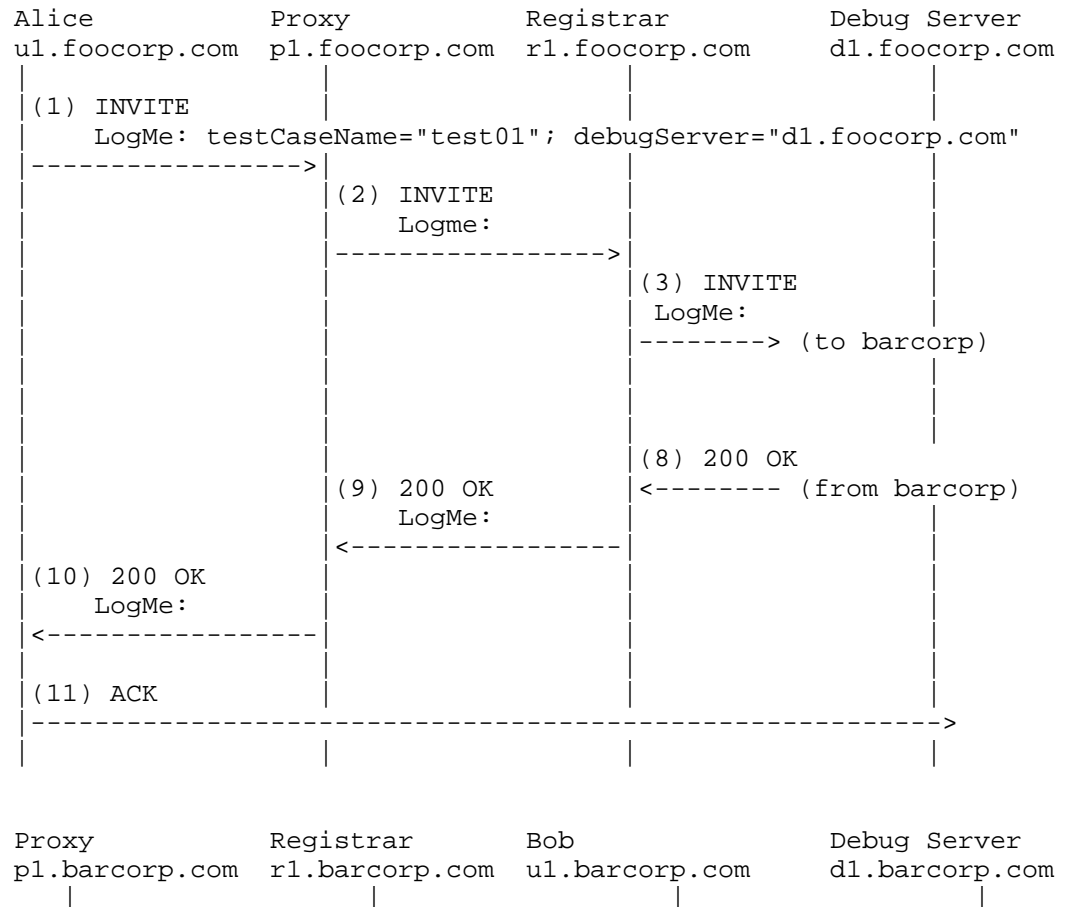 Alice Proxy Registrar Debug Server
u1.foocorp.com p1.foocorp.com r1.foocorp.com d1.foocorp.com
(1) INVITE
LogMe: testCaseName="test01"; debugServer="d1.foocorp.com"
----------------->
(2) INVITE
Logme:
----------------->
(3) INVITE
LogMe:
--------> (to barcorp)
(8) 200 OK
(9) 200 OK <-------- (from barcorp)
LogMe:
<-----------------
(10) 200 OK
LogMe:
<-----------------
(11) ACK
--------------------------------------------------------->
Proxy Registrar Bob Debug Server
p1.barcorp.com r1.barcorp.com u1.barcorp.com d1.barcorp.com